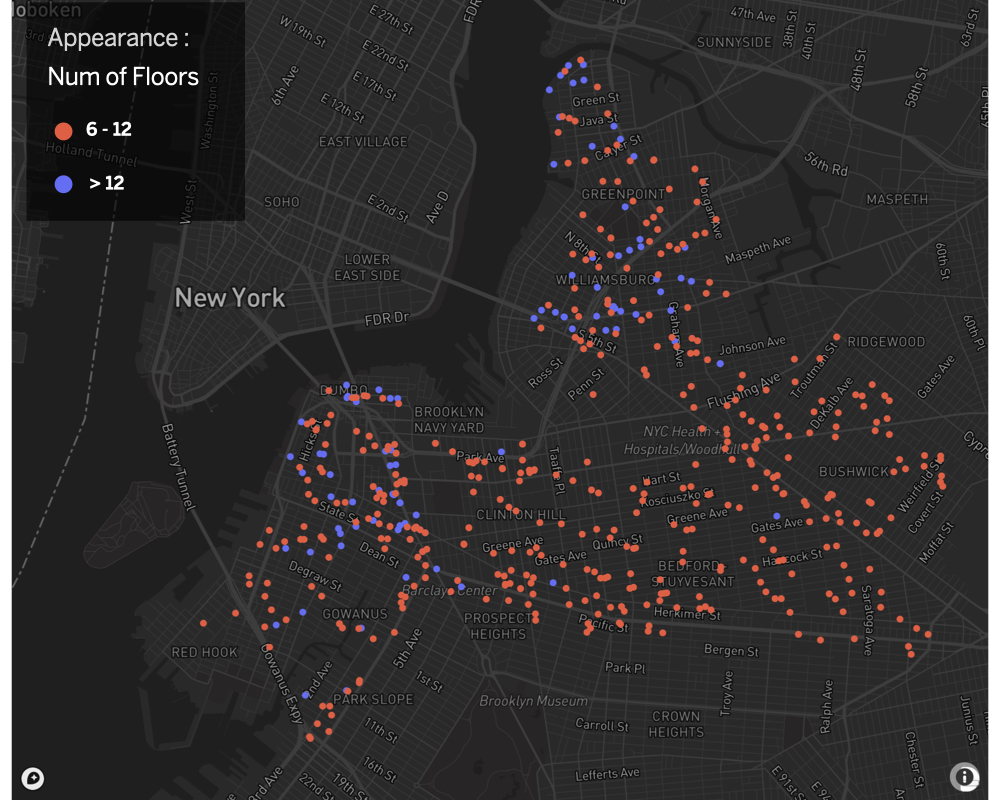 loboken
Appearance :
Num of Floors
6 - 12
> 12
Holland Tunnel
Washington St
West St
W 19th St
6th Ave
E 27th St
E 22nd St
E 17th St
E 12th St
FDR
EAST VILLAGE
SOHO
E 2nd St
Ave D
LOWER
EAST SIDE
New York
FDR Dr
47th Ave
38th St
40th St
48th St
58th St
63rd St
SUNNYSIDE
56th Rd
MASPETH
60th St
60th Pl
Green St
Java St
Calyer St
GREENPOINT
Morgan Ave
N 8th St
Maspeth Ave
WILLIAMSBURG
Graham Ave
S 5th St
Johnson Ave
RIDGEWOOD
Ross St
Penn St
Flushing Ave
Troutman St
DeKalb Ave
Gates Ave
DUMBO
BROOKLYN
NAVY YARD
NYC Health +
Hospitals/Woodhull
Battery Tunnel
Hicks
Park Ave
Taaffe Pl
BUSHWICK
Weirfield St
Covert St
Moffat St
Hart St
Kosciuszko St
State St
CLINTON HILL
Greene Ave
Gates Ave
Dean St
Greene Ave
Gates Ave
Quincy St
Hancock St
Degraw St
Barclays Center
BEDFORD
STUYVESANT
GOWANUS
PROSPECT
HEIGHTS
Pacific St
Herkimer St
Saratoga Ave
RED HOOK
5th Ave
Bergen St
Gowanus Expy
2nd Ave
PARK SLOPE
1st St
Park Pl
Brooklyn Museum
Troy Ave
Ralph Ave
Junius St
11th St
Carroll St
CROWN
HEIGHTS
Chester St
16th St
19th St
22nd St
3rd Ave
Lefferts Ave
E 91st St